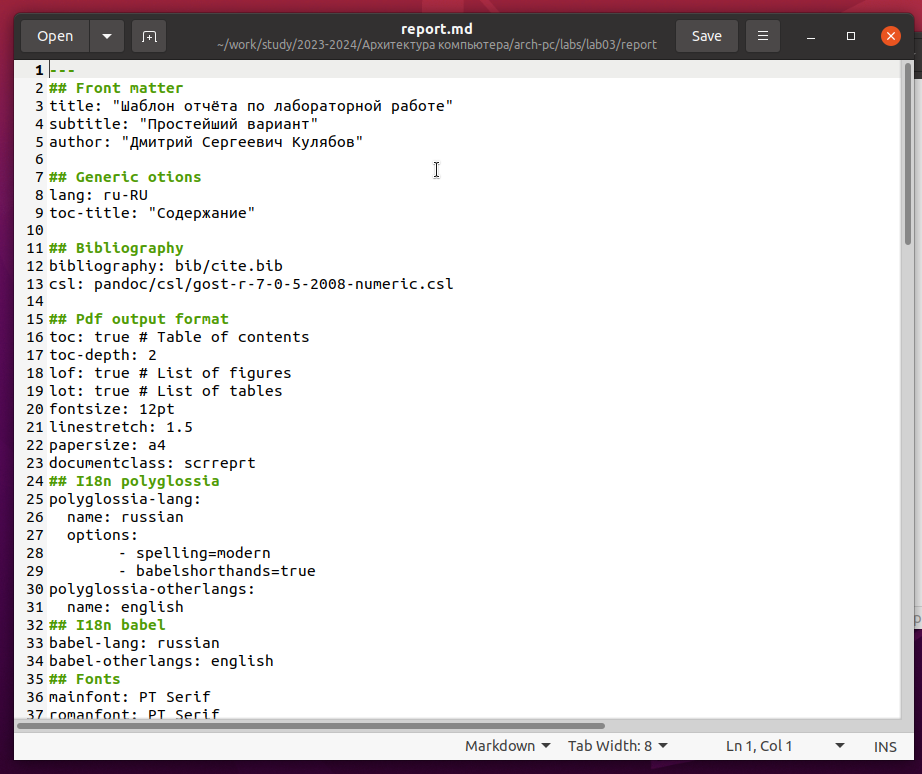 Open
report.md
~/work/study/2023-2024/Архитектура компьютера/arch-pc/labs/lab03/report
Save
1 ---
2 ## Front matter
3 title: "Шаблон отчёта по лабораторной работе"
4 subtitle: "Простейший вариант"
5 author: "Дмитрий Сергеевич Кулябов"
6
7 ## Generic otions
8 lang: ru-RU
9 toc-title: "Содержание"
10
11 ## Bibliography
12 bibliography: bib/cite.bib
13 csl: pandoc/csl/gost-r-7-0-5-2008-numeric.csl
14
15 ## Pdf output format
16 toc: true # Table of contents
17 toc-depth: 2
18 lof: true # List of figures
19 lot: true # List of tables
20 fontsize: 12pt
21 linestretch: 1.5
22 papersize: a4
23 documentclass: scrreprt
24 ## I18n polyglossia
25 polyglossia-lang:
26   name: russian
27   options:
28         - spelling=modern
29         - babelshorthands=true
30 polyglossia-otherlangs:
31   name: english
32 ## I18n babel
33 babel-lang: russian
34 babel-otherlangs: english
35 ## Fonts
36 mainfont: PT Serif
37 romanfont: PT Serif
Markdown Tab Width: 8 Ln 1, Col 1 INS